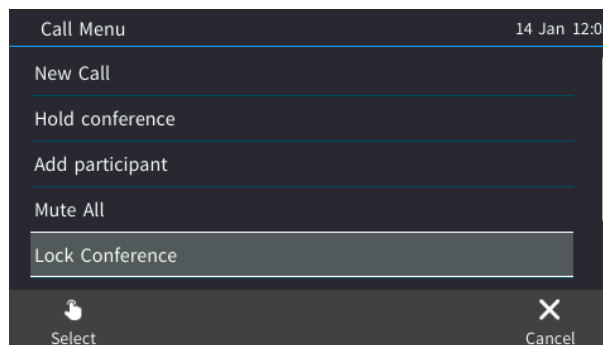 Call Menu 14 Jan 12:0
New Call
Hold conference
Add participant
Mute All
Lock Conference
Select Cancel